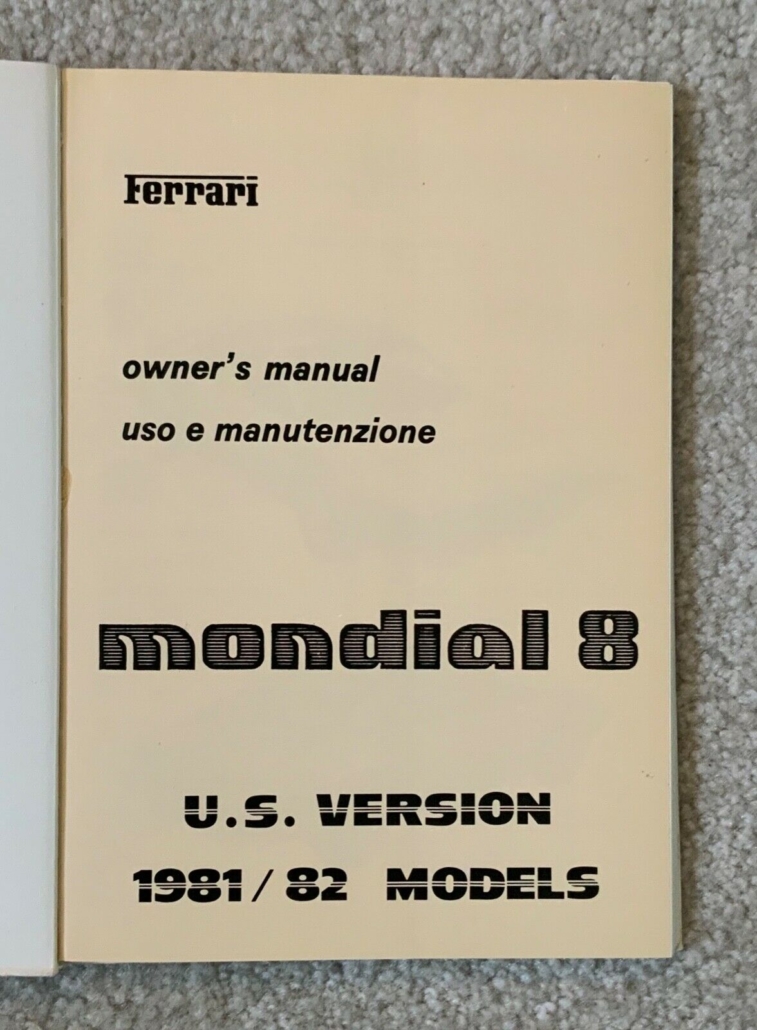 Ferrari
owner's manual
uso e manutenzione
mondial 8
U.S. VERSION
1981/82 MODELS